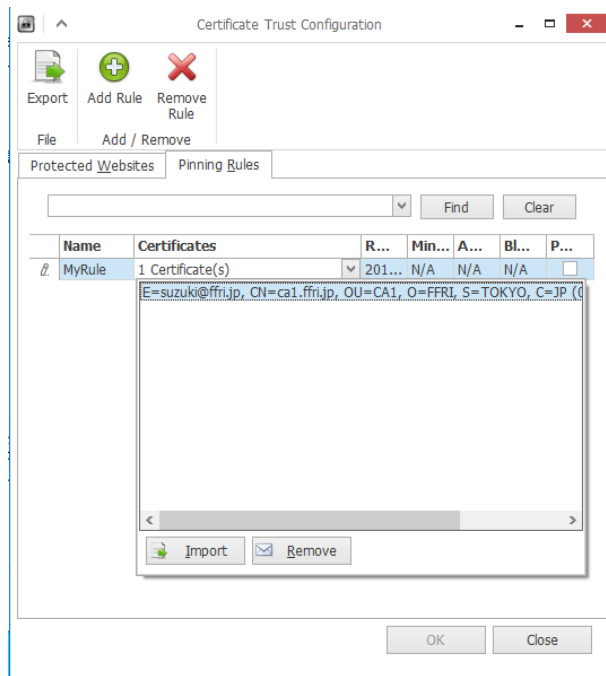 Certificate Trust Configuration
Export
Add Rule
Remove Rule
File
Add / Remove
Protected Websites
Pinning Rules
Find
Clear
Name Certificates R... Min... A... Bl... P...
MyRule 1 Certificate(s) 201... N/A N/A N/A
E=suzuki@ffri.jp, CN=ca1.ffri.jp, OU=CA1, O=FFRI, S=TOKYO, C=JP (
Import
Remove
OK
Close